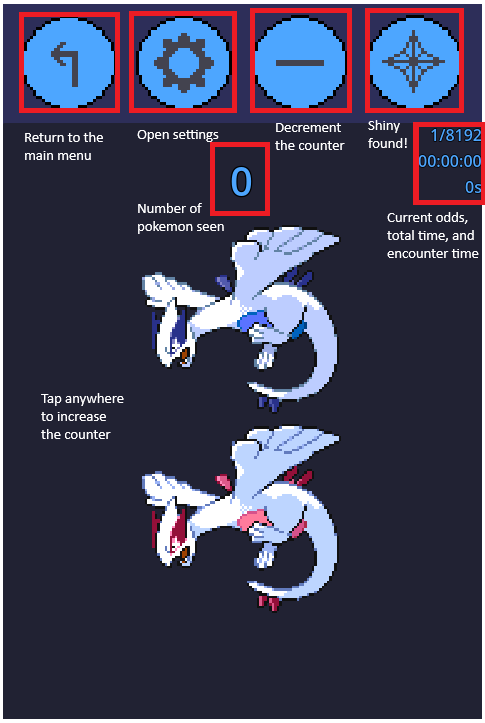 Return to the
main menu
Open settings
Decrement
the counter
Shiny
found!
1/8192
00:00:00
0s
Current odds,
total time, and
encounter time
0
Number of
pokemon seen
Tap anywhere
to increase
the counter